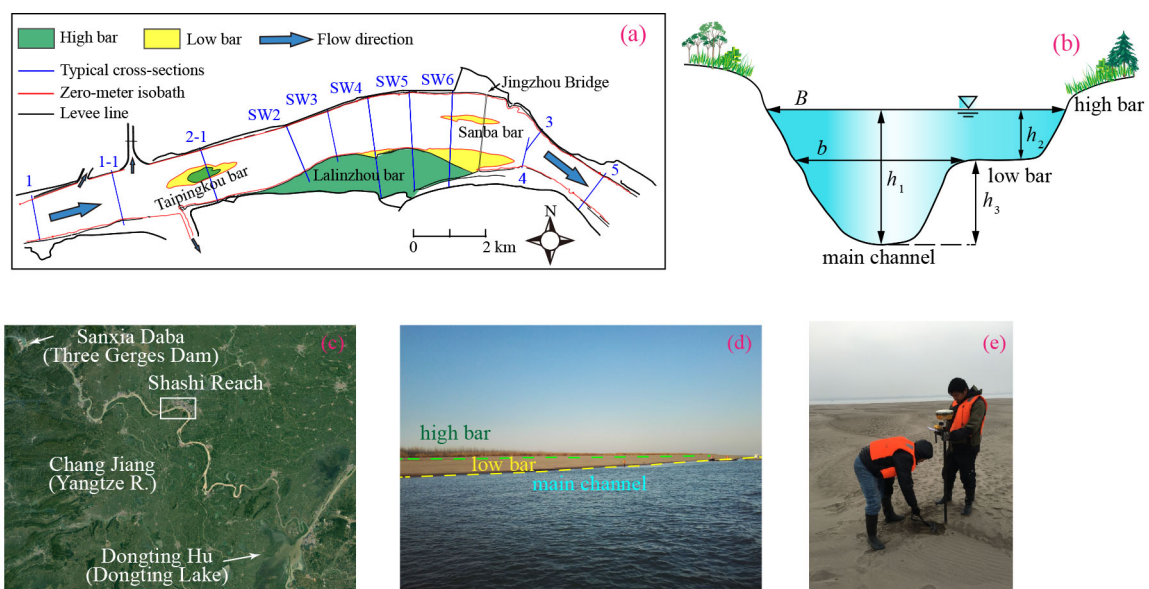 High bar
Low bar
Flow direction
(a)
Typical cross-sections
Zero-meter isobath
Levee line
SW2
SW3
SW4
SW5
SW6
Jingzhou Bridge
Sanba bar
Lalinzhou bar
Taipingkou bar
1
1-1
2-1
3
4
5
N
0
2 km
(b)
B
b
h1
h2
h3
high bar
low bar
main channel
(c)
Sanxia Daba
(Three Gerges Dam)
Shashi Reach
Chang Jiang
(Yangtze R.)
Dongting Hu
(Dongting Lake)
(d)
high bar
low bar
main channel
(e)